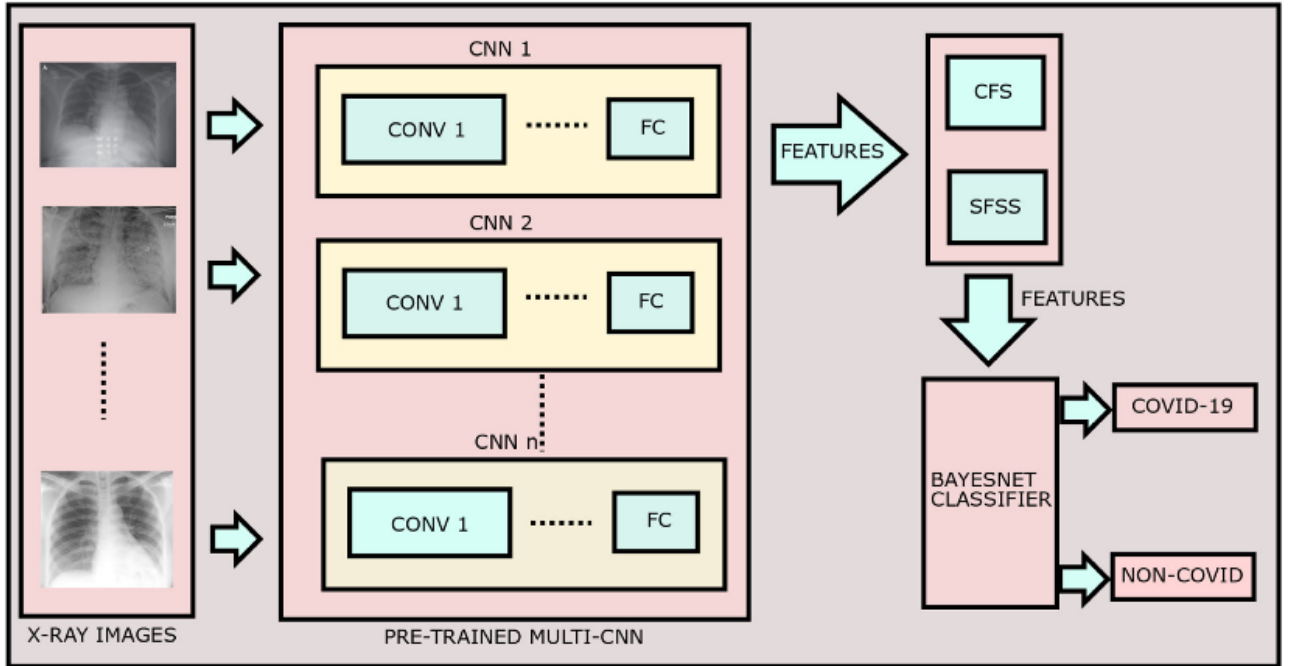 CNN 1
CONV 1
FC
CNN 2
CONV 1
FC
CNN n
CONV 1
FC
X-RAY IMAGES
PRE-TRAINED MULTI-CNN
FEATURES
CFS
SFSS
FEATURES
BAYESNET
CLASSIFIER
COVID-19
NON-COVID